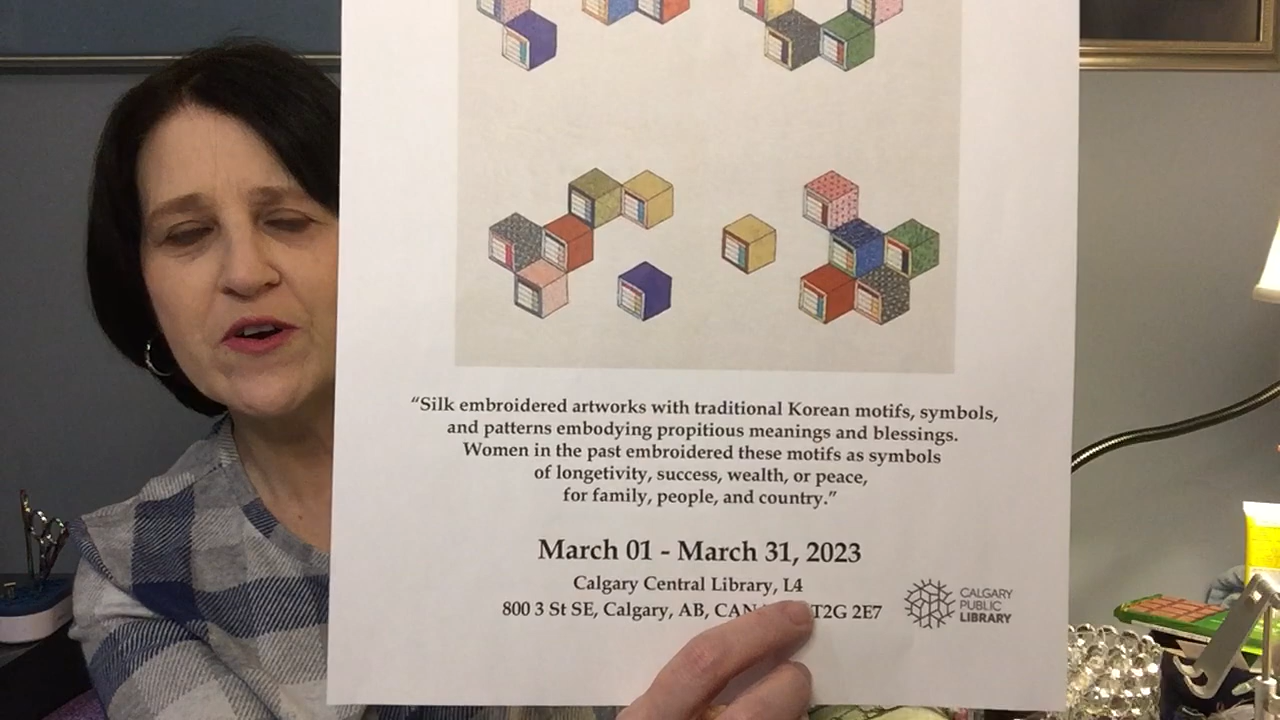 “Silk embroidered artworks with traditional Korean motifs, symbols,
and patterns embodying propitious meanings and blessings.
Women in the past embroidered these motifs as symbols
of longetivity, success, wealth, or peace,
for family, people, and country.”
March 01 - March 31, 2023
Calgary Central Library, L4
800 3 St SE, Calgary, AB, T2G 2E7
CALGARY
PUBLIC
LIBRARY